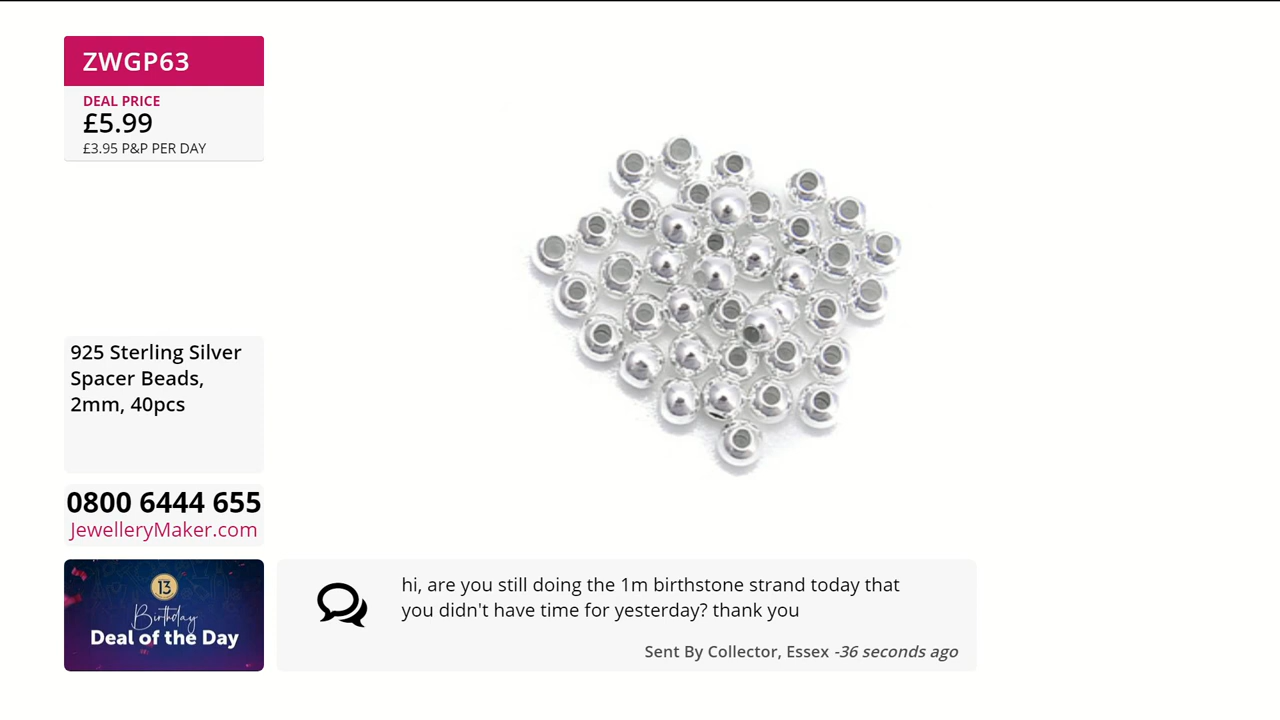 ZWGP63
DEAL PRICE
£5.99
£3.95 P&P PER DAY
925 Sterling Silver
Spacer Beads,
2mm, 40pcs
0800 6444 655
JewelleryMaker.com
13
Birthday
Deal of the Day
hi, are you still doing the 1m birthstone strand today that
you didn't have time for yesterday? thank you
Sent By Collector, Essex -36 seconds ago